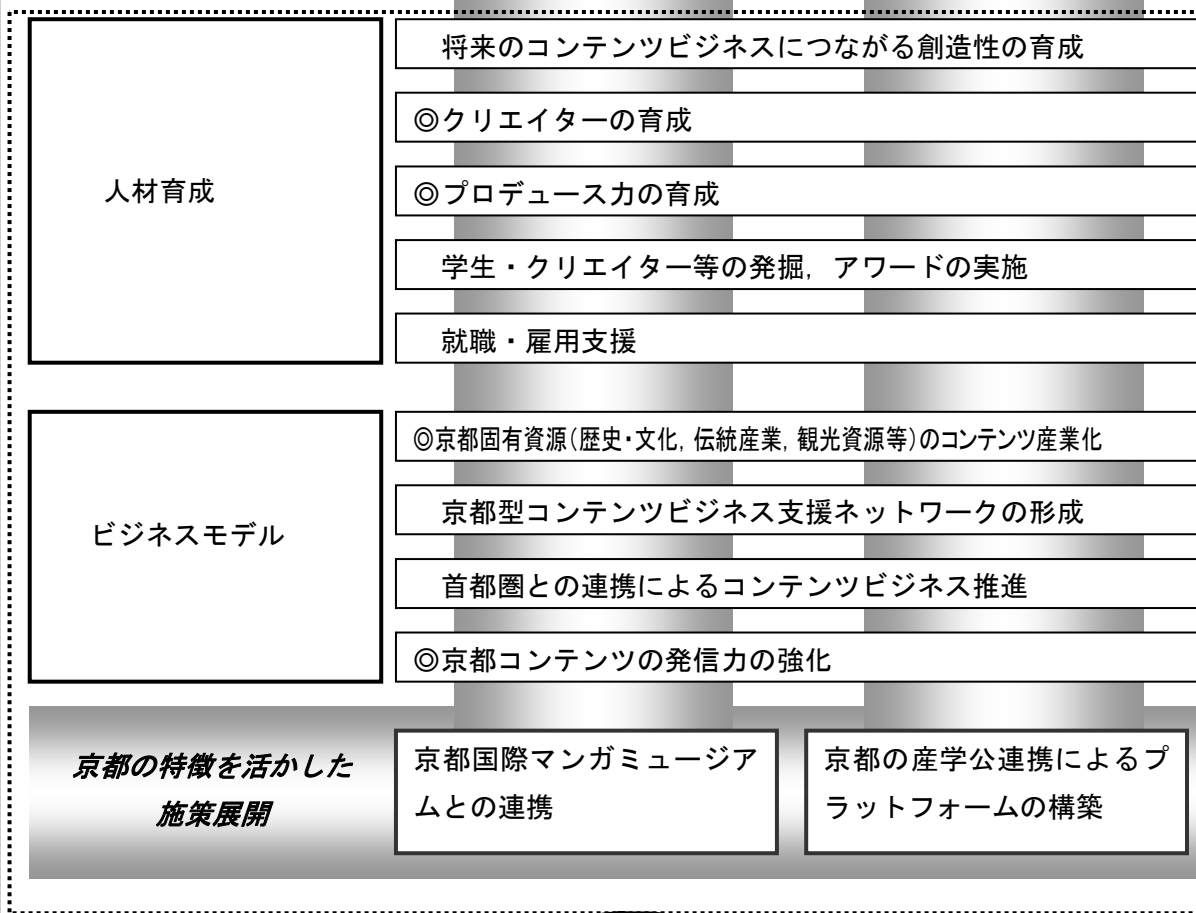 人材育成
将来のコンテンツビジネスにつながる創造性の育成
◎クリエイターの育成
◎プロデュース力の育成
学生・クリエイター等の発掘，アワードの実施
就職・雇用支援
ビジネスモデル
◎京都固有資源（歴史・文化，伝統産業，観光資源等）のコンテンツ産業化
京都型コンテンツビジネス支援ネットワークの形成
首都圏との連携によるコンテンツビジネス推進
◎京都コンテンツの発信力の強化
京都の特徴を活かした
施策展開
京都国際マンガミュージア
ムとの連携
京都の産学公連携によるプ
ラットフォームの構築